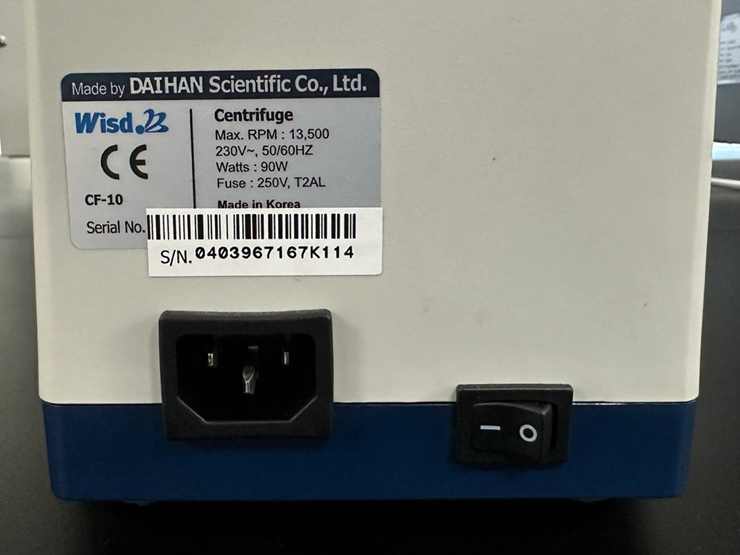 Made by DAIHAN Scientific Co., Ltd.
Wisd.
CE
CF-10
Serial No.
Centrifuge
Max. RPM : 13,500
230V~, 50/60HZ
Watts : 90W
Fuse : 250V, T2AL
Made in Korea
S/N. 0403967167K114
I O